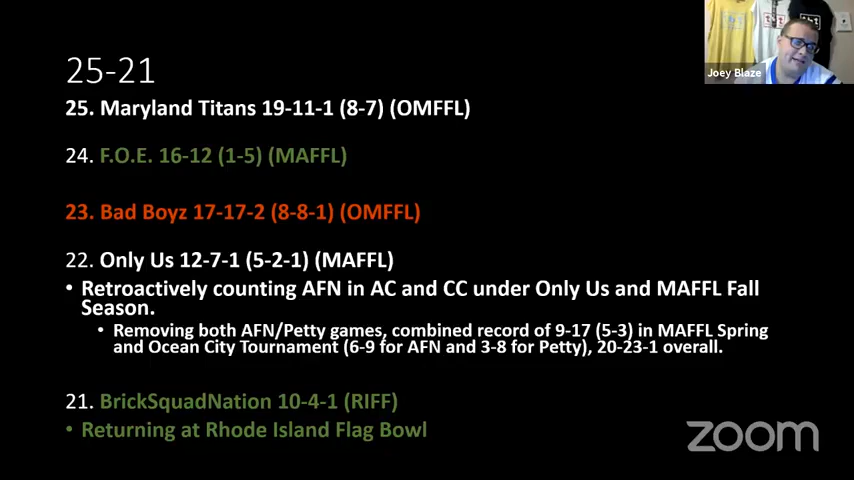 25-21
25. Maryland Titans 19-11-1 (8-7) (OMFFL)
24. F.O.E. 16-12 (1-5) (MAFFL)
23. Bad Boyz 17-17-2 (8-8-1) (OMFFL)
22. Only Us 12-7-1 (5-2-1) (MAFFL)
• Retroactively counting AFN in AC and CC under Only Us and MAFFL Fall
Season.
• Removing both AFN/Petty games, combined record of 9-17 (5-3) in MAFFL Spring
and Ocean City Tournament (6-9 for AFN and 3-8 for Petty), 20-23-1 overall.
21. BrickSquadNation 10-4-1 (RIFF)
• Returning at Rhode Island Flag Bowl
Joey Blaze
tbt
tbt
zoom